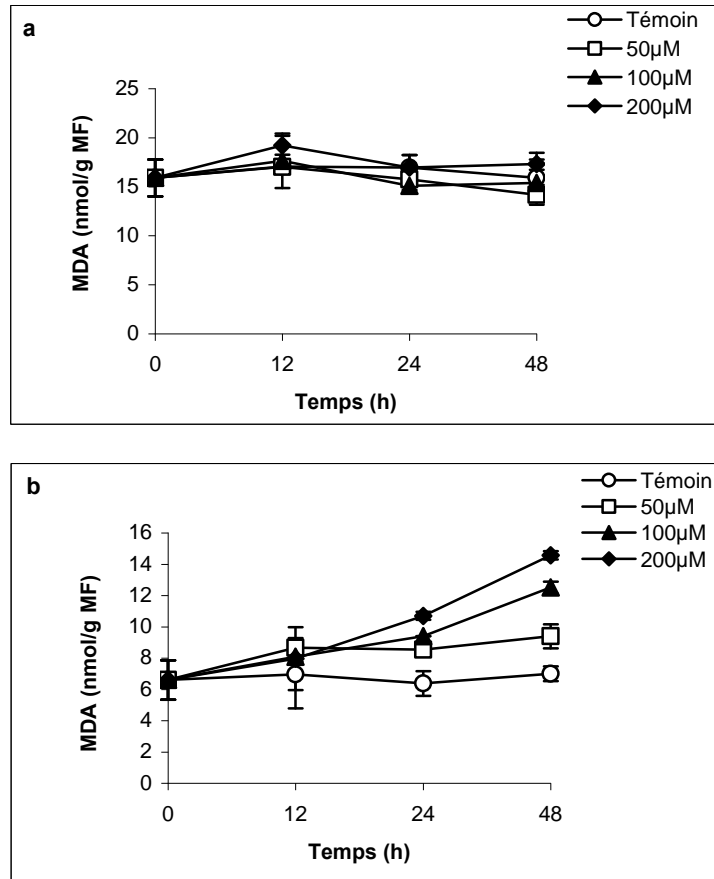 a
Témoin
50µM
100µM
200µM
25
20
15
10
5
0
MDA (nmol/g MF)
0 12 24 48
Temps (h)
b
Témoin
50µM
100µM
200µM
16
14
12
10
8
6
4
2
0
MDA (nmol/g MF)
0 12 24 48
Temps (h)